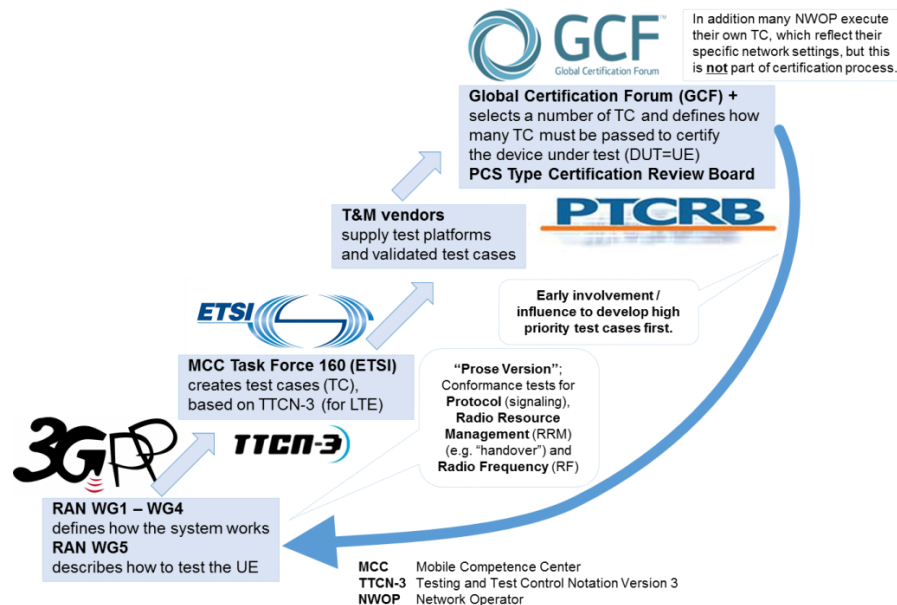 GCF
Global Certification Forum
In addition many NWOP execute
their own TC, which reflect their
specific network settings, but this
is not part of certification process.
Global Certification Forum (GCF) +
selects a number of TC and defines how
many TC must be passed to certify
the device under test (DUT=UE)
PCS Type Certification Review Board
PTCRB
T&M vendors
supply test platforms
and validated test cases
Early involvement /
influence to develop high
priority test cases first.
ETSI
MCC Task Force 160 (ETSI)
creates test cases (TC),
based on TTCN-3 (for LTE)
“Prose Version”;
Conformance tests for
Protocol (signaling),
Radio Resource
Management (RRM)
(e.g. “handover”) and
Radio Frequency (RF)
3GPP
TTCN-3
RAN WG1 – WG4
defines how the system works
RAN WG5
describes how to test the UE
MCC Mobile Competence Center
TTCN-3 Testing and Test Control Notation Version 3
NWOP Network Operator